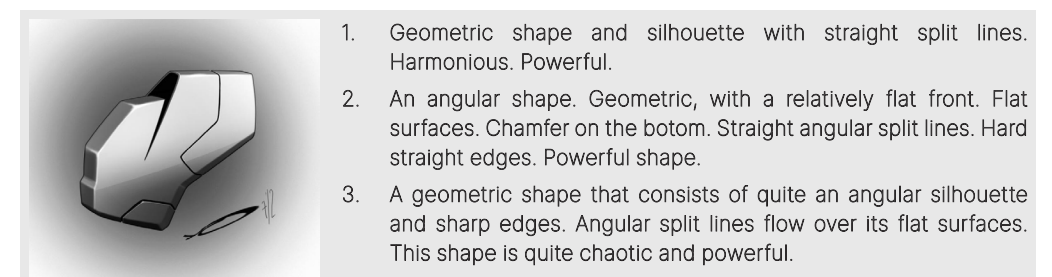 1. Geometric shape and silhouette with straight split lines.
Harmonious. Powerful.
2. An angular shape. Geometric, with a relatively flat front. Flat
surfaces. Chamfer on the botom. Straight angular split lines. Hard
straight edges. Powerful shape.
3. A geometric shape that consists of quite an angular silhouette
and sharp edges. Angular split lines flow over its flat surfaces.
This shape is quite chaotic and powerful.